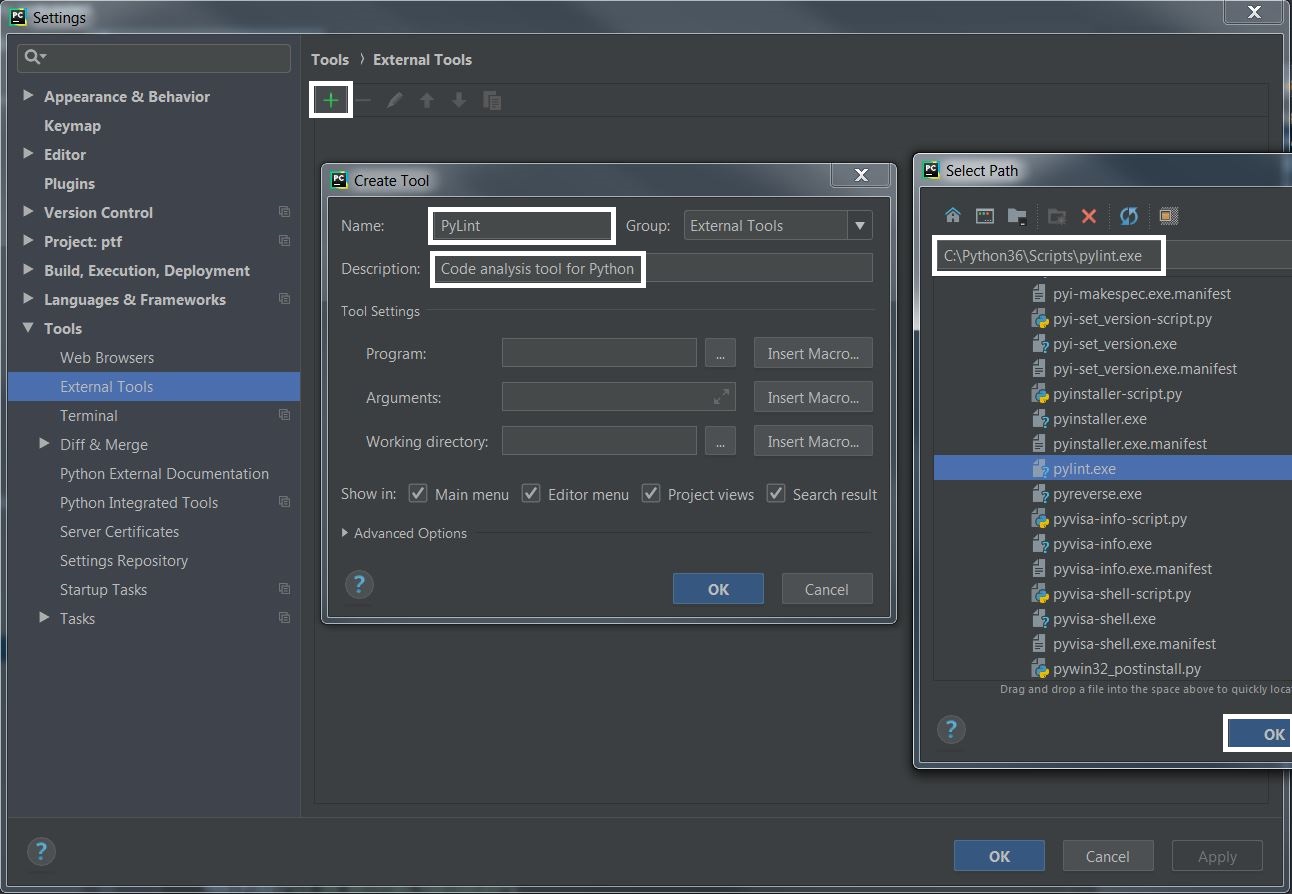 Settings
Tools › External Tools
Appearance & Behavior
Keymap
Editor
Plugins
Version Control
Project: ptf
Build, Execution, Deployment
Languages & Frameworks
Tools
Web Browsers
External Tools
Terminal
Diff & Merge
Python External Documentation
Python Integrated Tools
Server Certificates
Settings Repository
Startup Tasks
Tasks
Create Tool
Name: PyLint Group: External Tools
Description: Code analysis tool for Python
Tool Settings
Program: ... Insert Macro...
Arguments: Insert Macro...
Working directory: ... Insert Macro...
Show in: Main menu Editor menu Project views Search result
Advanced Options
? OK Cancel
Select Path
C:\Python36\Scripts\pylint.exe
pyi-makespec.exe.manifest
pyi-set_version-script.py
pyi-set_version.exe
pyi-set_version.exe.manifest
pyinstaller-script.py
pyinstaller.exe
pyinstaller.exe.manifest
pylint.exe
pyreverse.exe
pyvisa-info-script.py
pyvisa-info.exe
pyvisa-info.exe.manifest
pyvisa-shell-script.py
pyvisa-shell.exe
pyvisa-shell.exe.manifest
pywin32_postinstall.py
Drag and drop a file into the space above to quickly loca
? OK
? OK Cancel Apply